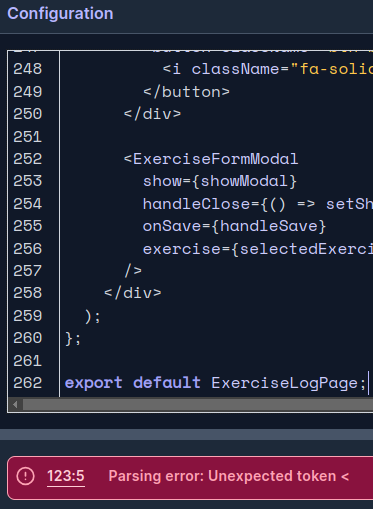 Configuration
248 <i className="fa-solid
249 </button>
250 </div>
251
252 <ExerciseFormModal
253 show={showModal}
254 handleClose={() => setSh
255 onSave={handleSave}
256 exercise={selectedExerci
257 />
258 </div>
259 );
260 };
261
262 export default ExerciseLogPage;
123:5 Parsing error: Unexpected token <